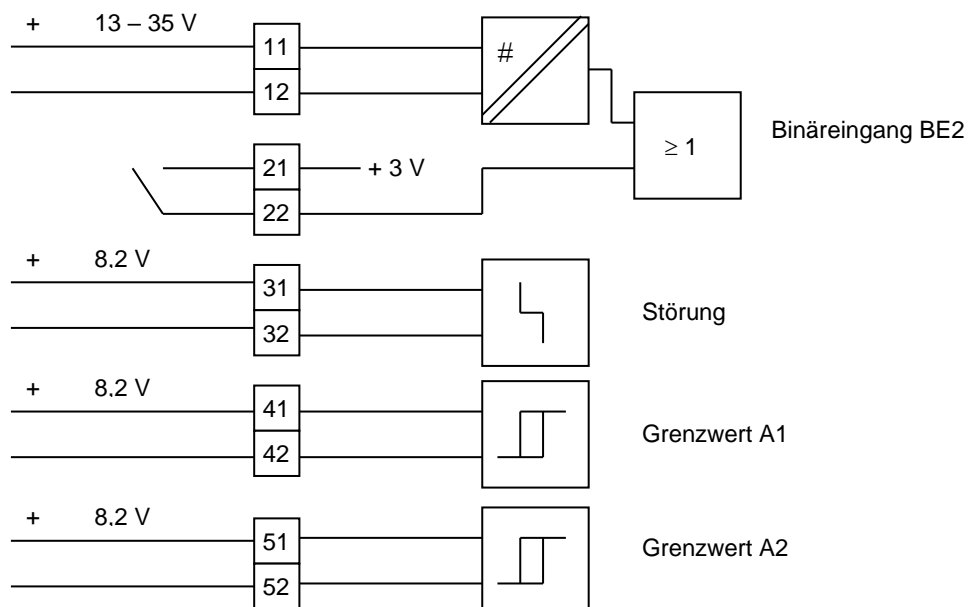 + 13 – 35 V
11
#
12
Binäreingang BE2
≥ 1
21
+ 3 V
22
+ 8,2 V
31
Störung
32
+ 8,2 V
41
Grenzwert A1
42
+ 8,2 V
51
Grenzwert A2
52